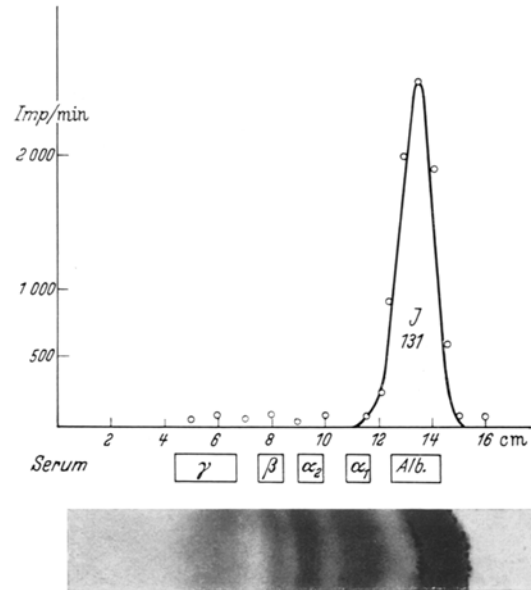 Imp/min
2 000
1 000
500
J
131
2 4 6 8 10 12 14 16 cm
Serum γ β α₂ α₁ Alb.